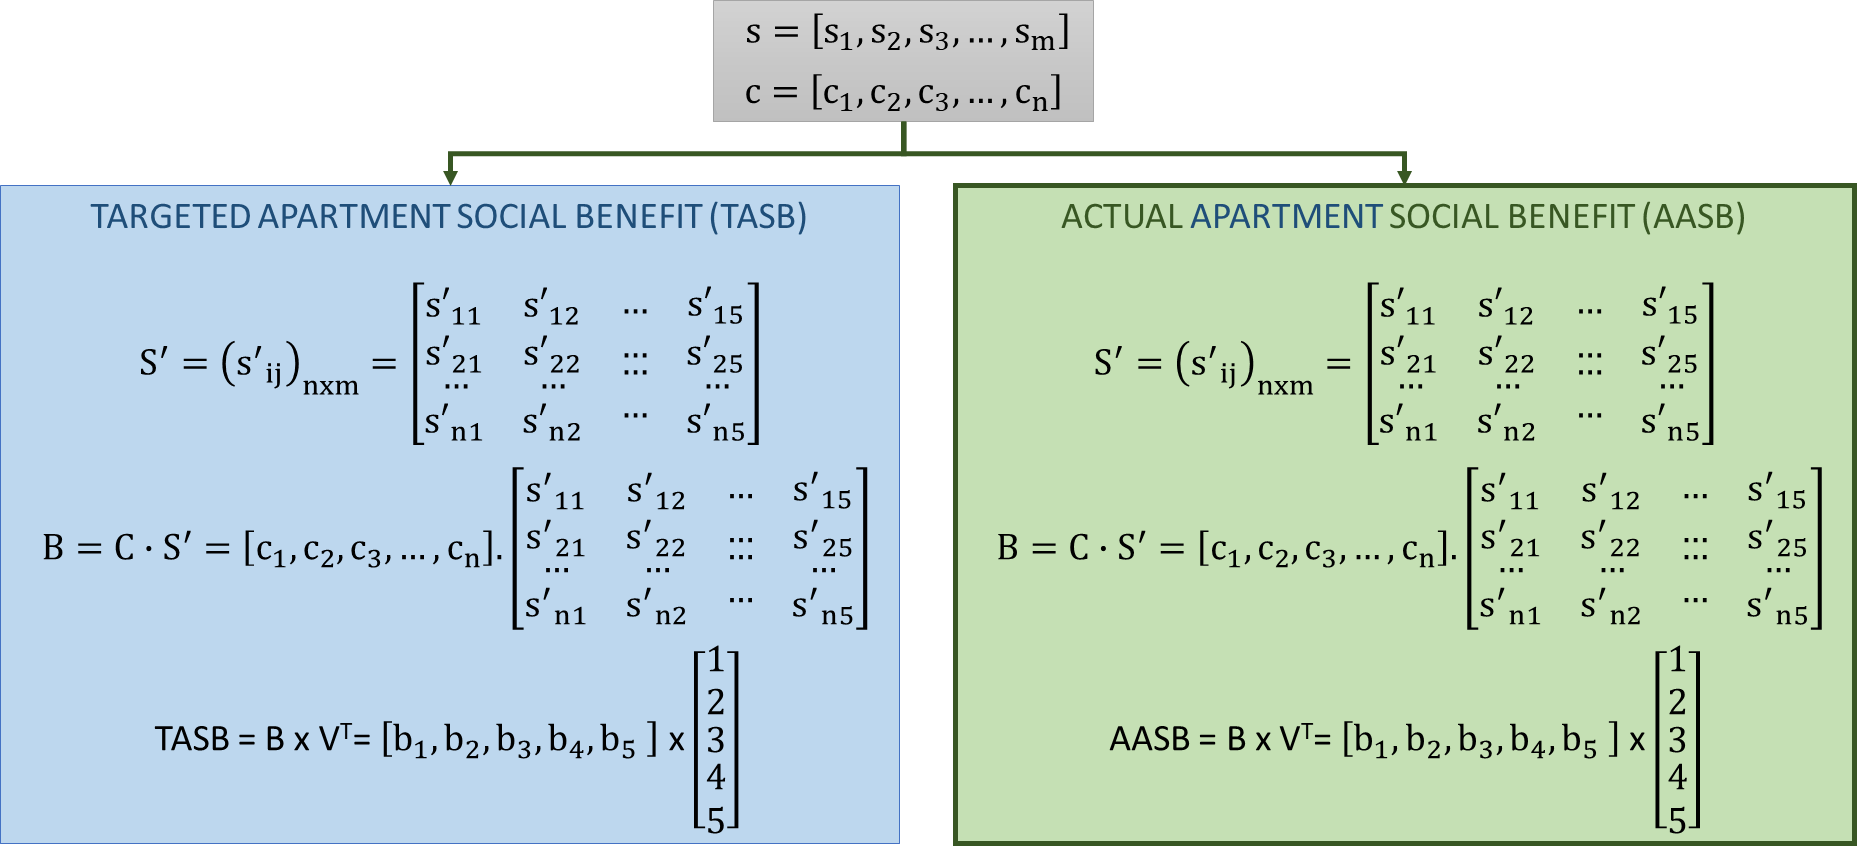 s = [s₁, s₂, s₃, … , sₘ]
c = [c₁, c₂, c₃, … , cₙ]
TARGETED APARTMENT SOCIAL BENEFIT (TASB)
S′ = (s′ij)nxm = [s′11 s′12 … s′15
s′21 s′22 … s′25
… … … …
s′n1 s′n2 … s′n5]
B = C · S′ = [c₁, c₂, c₃, … , cₙ]. [s′11 s′12 … s′15
s′21 s′22 … s′25
… … … …
s′n1 s′n2 … s′n5]
TASB = B x Vᵀ= [b₁, b₂, b₃, b₄, b₅ ] x [1
2
3
4
5]
ACTUAL APARTMENT SOCIAL BENEFIT (AASB)
S′ = (s′ij)nxm = [s′11 s′12 … s′15
s′21 s′22 … s′25
… … … …
s′n1 s′n2 … s′n5]
B = C · S′ = [c₁, c₂, c₃, … , cₙ]. [s′11 s′12 … s′15
s′21 s′22 … s′25
… … … …
s′n1 s′n2 … s′n5]
AASB = B x Vᵀ= [b₁, b₂, b₃, b₄, b₅ ] x [1
2
3
4
5]